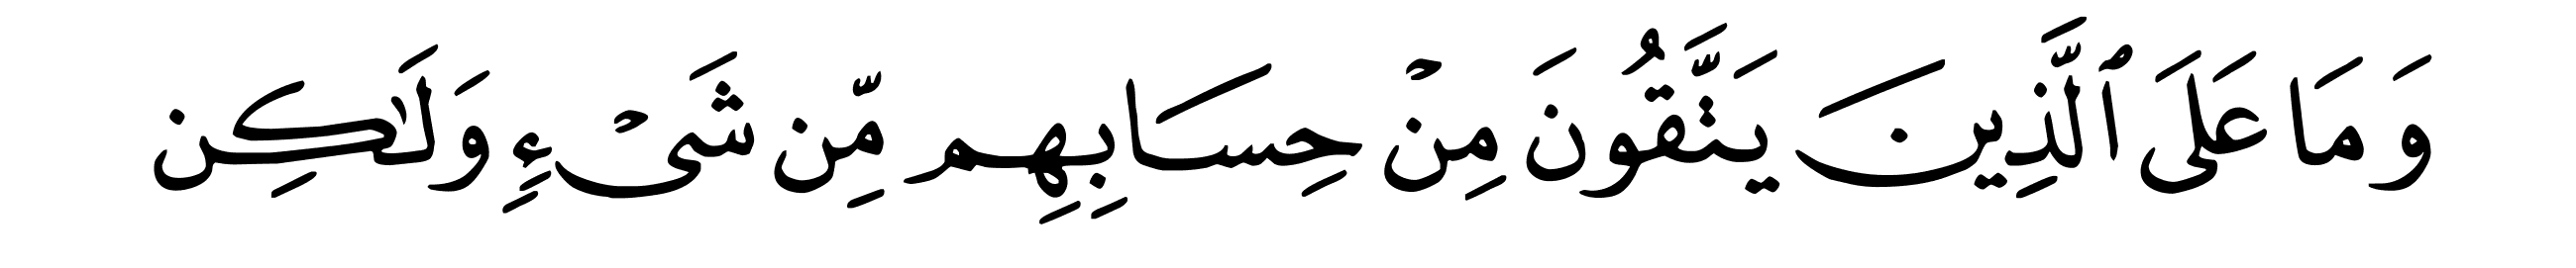 وَمَا عَلَى ٱلَّذِينَ يَتَّقُونَ مِنْ حِسَابِهِم مِّن شَىْءٍ وَلَٰكِن